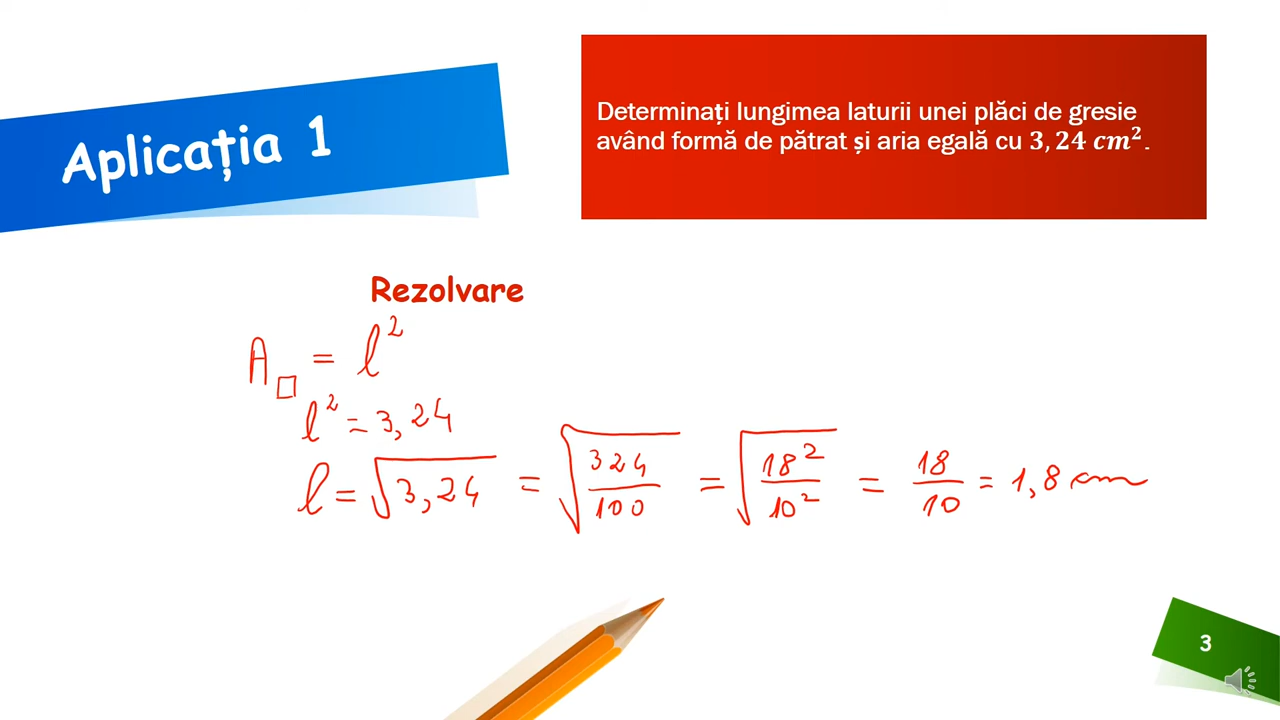 Aplicația 1
Determinați lungimea laturii unei plăci de gresie
având formă de pătrat și aria egală cu 3,24 cm².
Rezolvare
A□ = l²
l² = 3,24
l = √3,24 = √(324/100) = √(18²/10²) = 18/10 = 1,8 cm
3